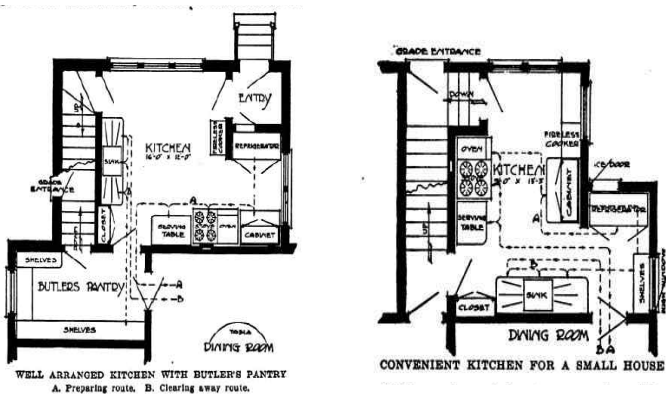 ENTRY
KITCHEN
16'-0" X 12'-0"
FIRELESS
COOKER
REFRIGERATOR
SINK
UP
GRADE
ENTRANCE
A
CLOSET
SERVING
TABLE
OVEN
CABINET
SHELVES
BUTLERS PANTRY
A
B
SHELVES
TABLE
DINING ROOM
WELL ARRANGED KITCHEN WITH BUTLER'S PANTRY
A. Preparing route. B. Clearing away route.
GRADE ENTRANCE
DOWN
FIRELESS
COOKER
OVEN
KITCHEN
CABINET
ICE DOOR
REFRIGERATOR
A
SERVING
TABLE
UP
B
SHELVES
SINK
CLOSET
DINING ROOM
B A
CONVENIENT KITCHEN FOR A SMALL HOUSE